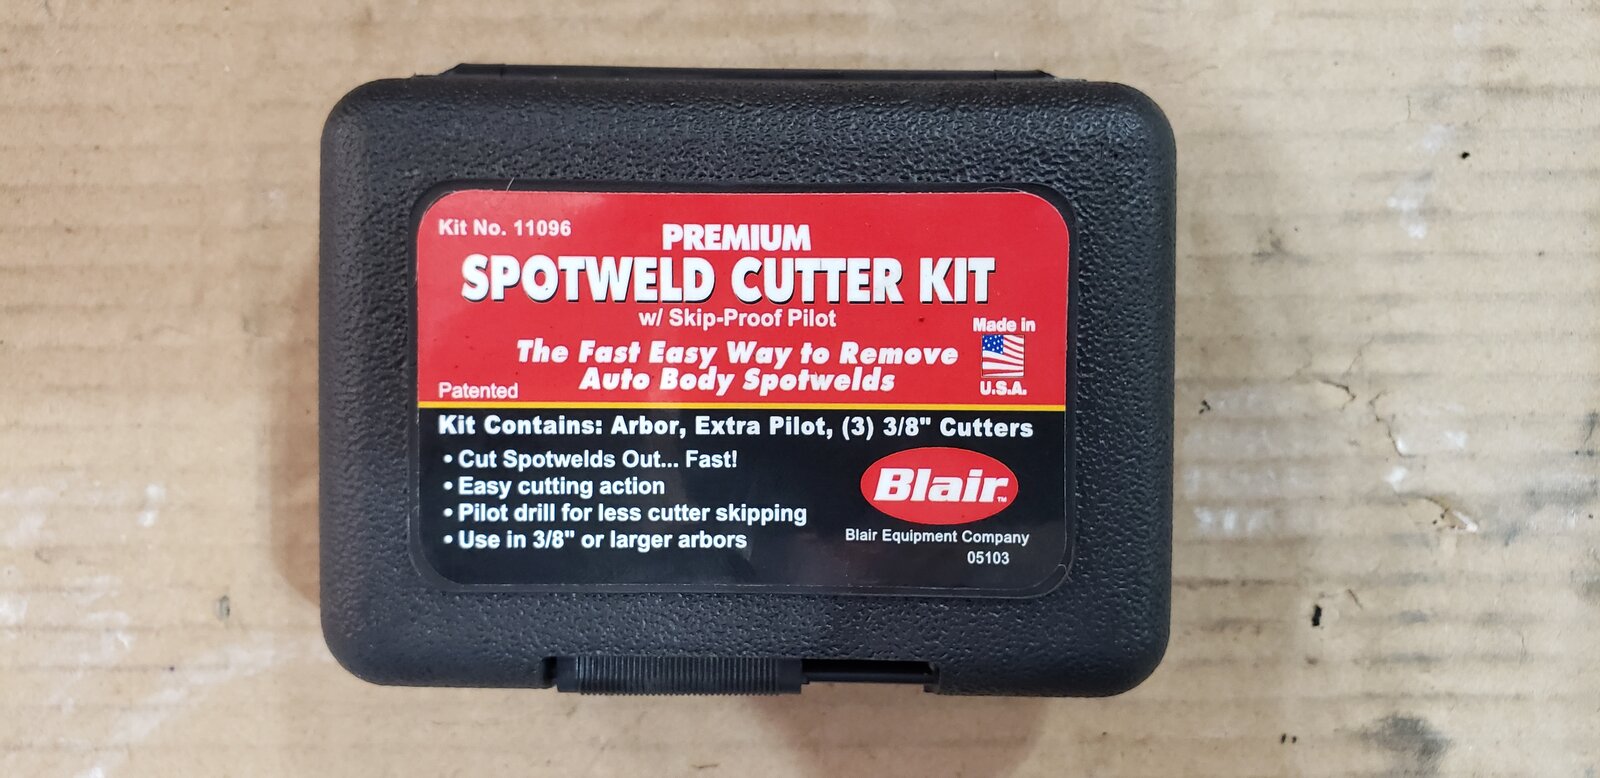 Kit No. 11096
PREMIUM
SPOTWELD CUTTER KIT
w/ Skip-Proof Pilot
The Fast Easy Way to Remove
Auto Body Spotwelds
Made in
U.S.A.
Patented
Kit Contains: Arbor, Extra Pilot, (3) 3/8" Cutters
• Cut Spotwelds Out... Fast!
• Easy cutting action
• Pilot drill for less cutter skipping
• Use in 3/8" or larger arbors
Blair™
Blair Equipment Company
05103